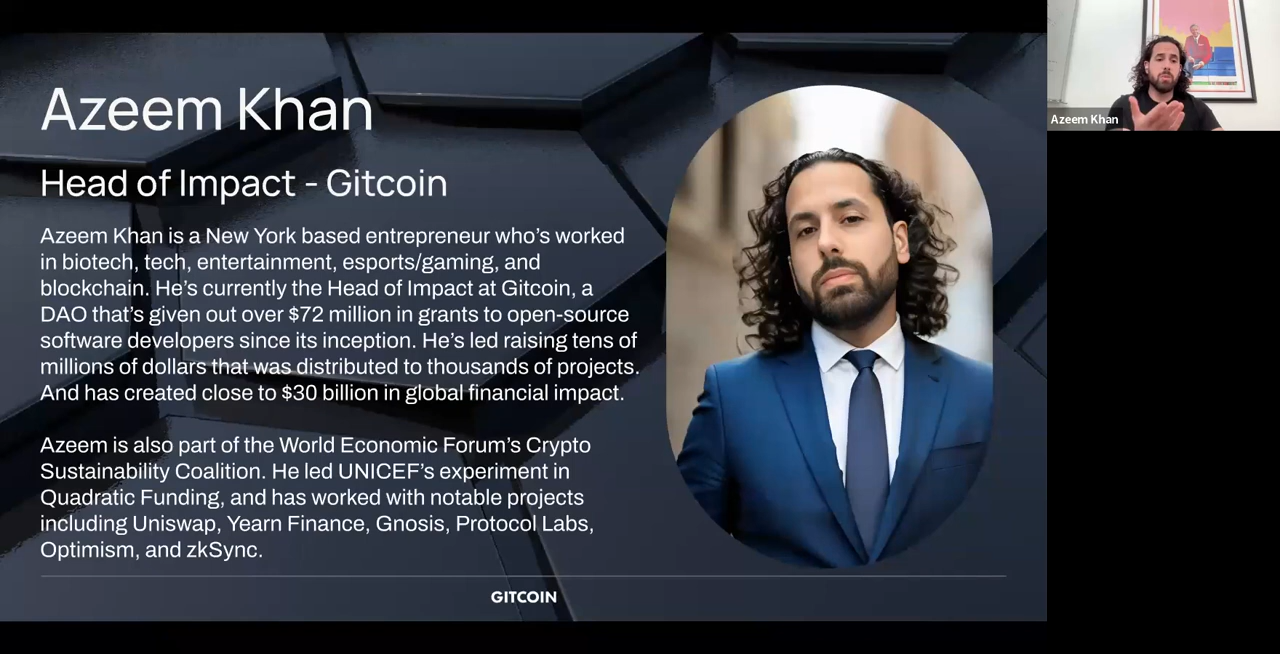 Azeem Khan
Head of Impact - Gitcoin
Azeem Khan is a New York based entrepreneur who’s worked
in biotech, tech, entertainment, esports/gaming, and
blockchain. He’s currently the Head of Impact at Gitcoin, a
DAO that’s given out over $72 million in grants to open-source
software developers since its inception. He’s led raising tens of
millions of dollars that was distributed to thousands of projects.
And has created close to $30 billion in global financial impact.
Azeem is also part of the World Economic Forum’s Crypto
Sustainability Coalition. He led UNICEF’s experiment in
Quadratic Funding, and has worked with notable projects
including Uniswap, Yearn Finance, Gnosis, Protocol Labs,
Optimism, and zkSync.
GITCOIN
Azeem Khan